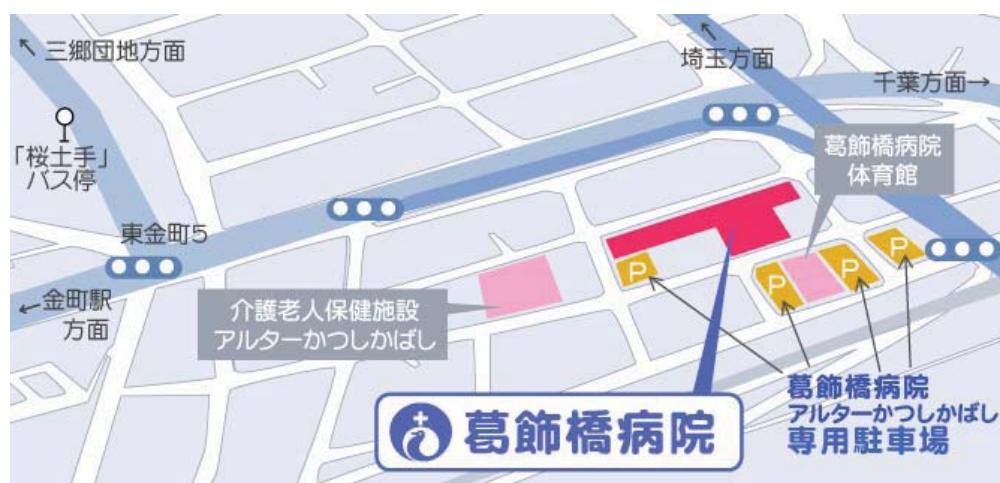 ↖三郷団地方面
↖
埼玉方面
千葉方面→
「桜土手」
バス停
葛飾橋病院
体育館
東金町5
←金町駅
方面
介護老人保健施設
アルターかつしかばし
P
P
P
P
葛飾橋病院
葛飾橋病院
アルターかつしかばし
専用駐車場